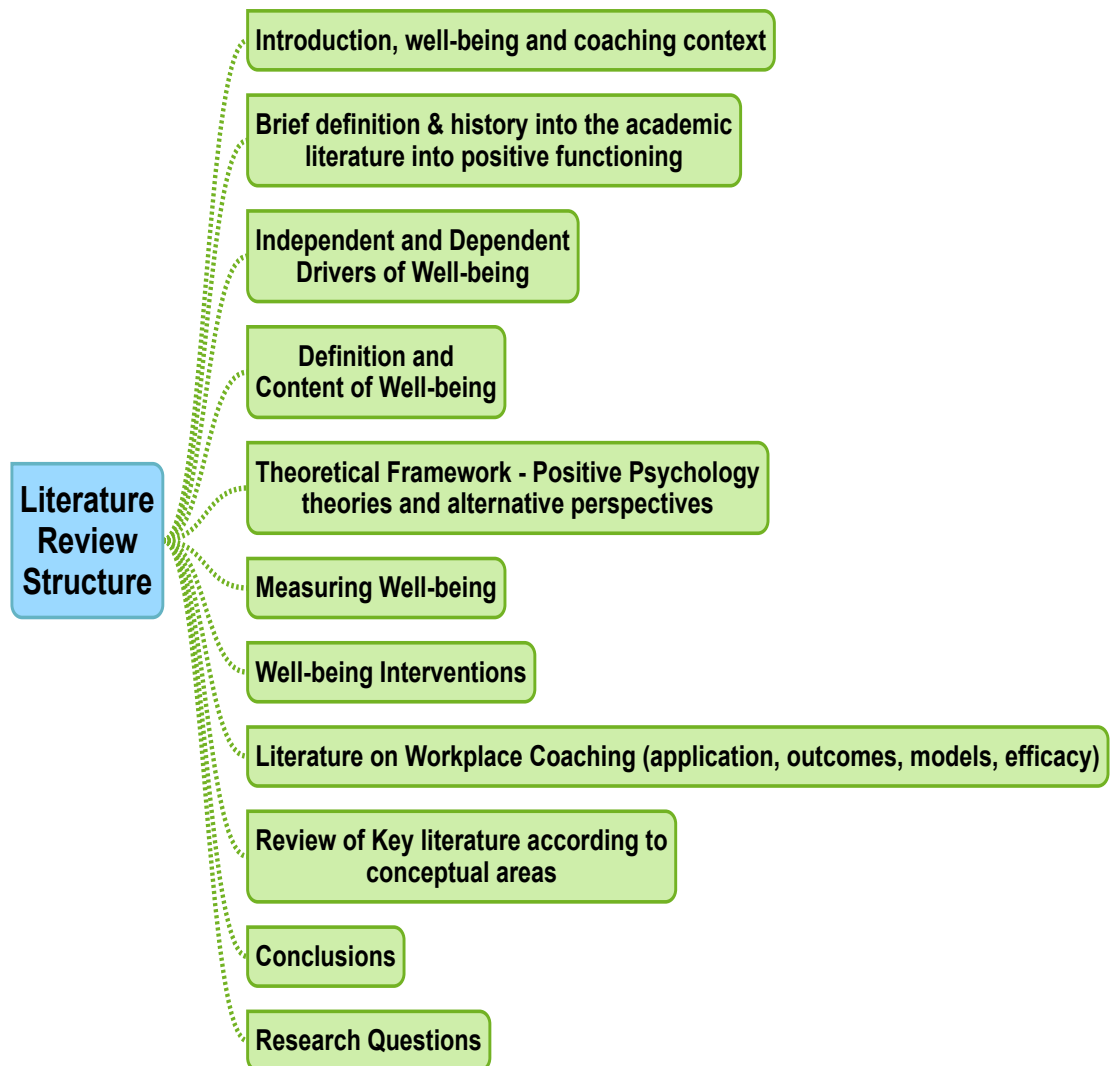 Introduction, well-being and coaching context
Brief definition & history into the academic
literature into positive functioning
Independent and Dependent
Drivers of Well-being
Definition and
Content of Well-being
Theoretical Framework - Positive Psychology
theories and alternative perspectives
Literature
Review
Structure
Measuring Well-being
Well-being Interventions
Literature on Workplace Coaching (application, outcomes, models, efficacy)
Review of Key literature according to
conceptual areas
Conclusions
Research Questions